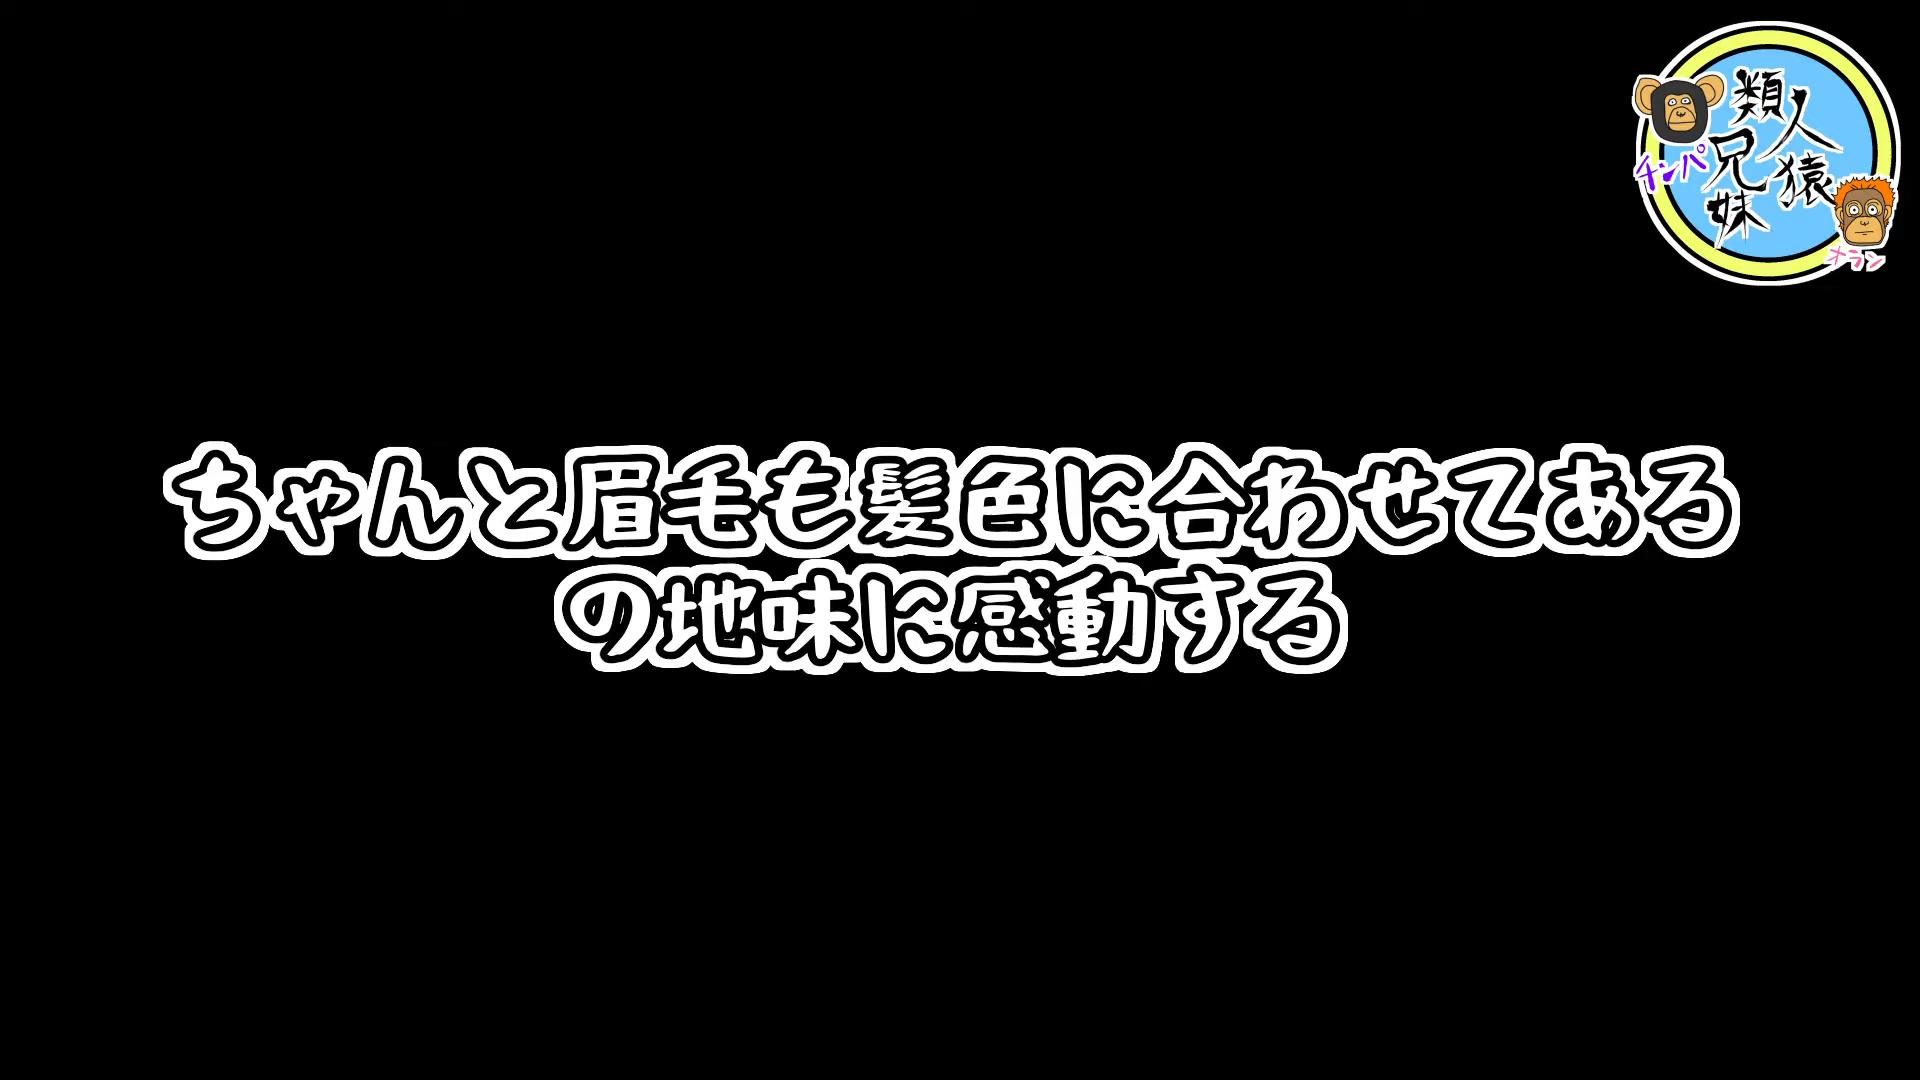 ちゃんと眉毛も髪色に合わせてある
の地味に感動する
類人猿
兄妹
チンパ
オラン